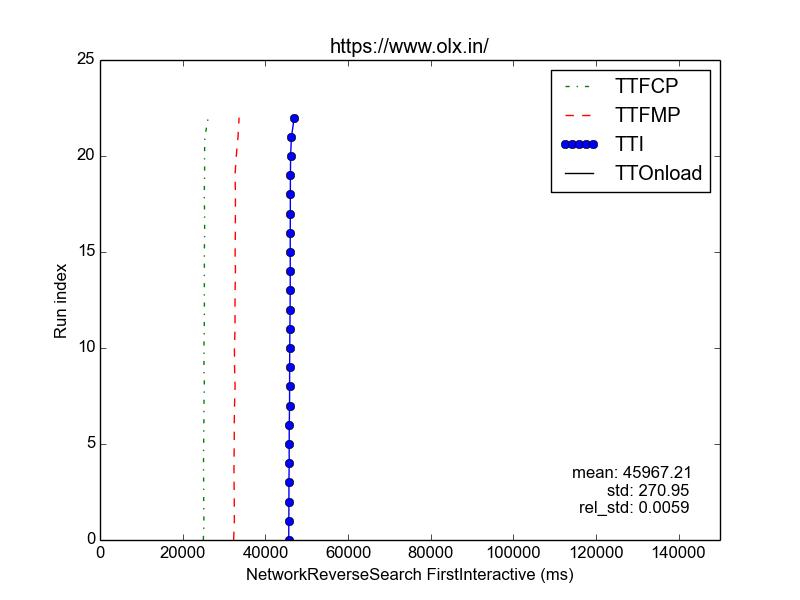 https://www.olx.in/
25
20
15
10
5
0
Run index
TTFCP
TTFMP
TTI
TTOnload
mean: 45967.21
std: 270.95
rel_std: 0.0059
0 20000 40000 60000 80000 100000 120000 140000
NetworkReverseSearch FirstInteractive (ms)